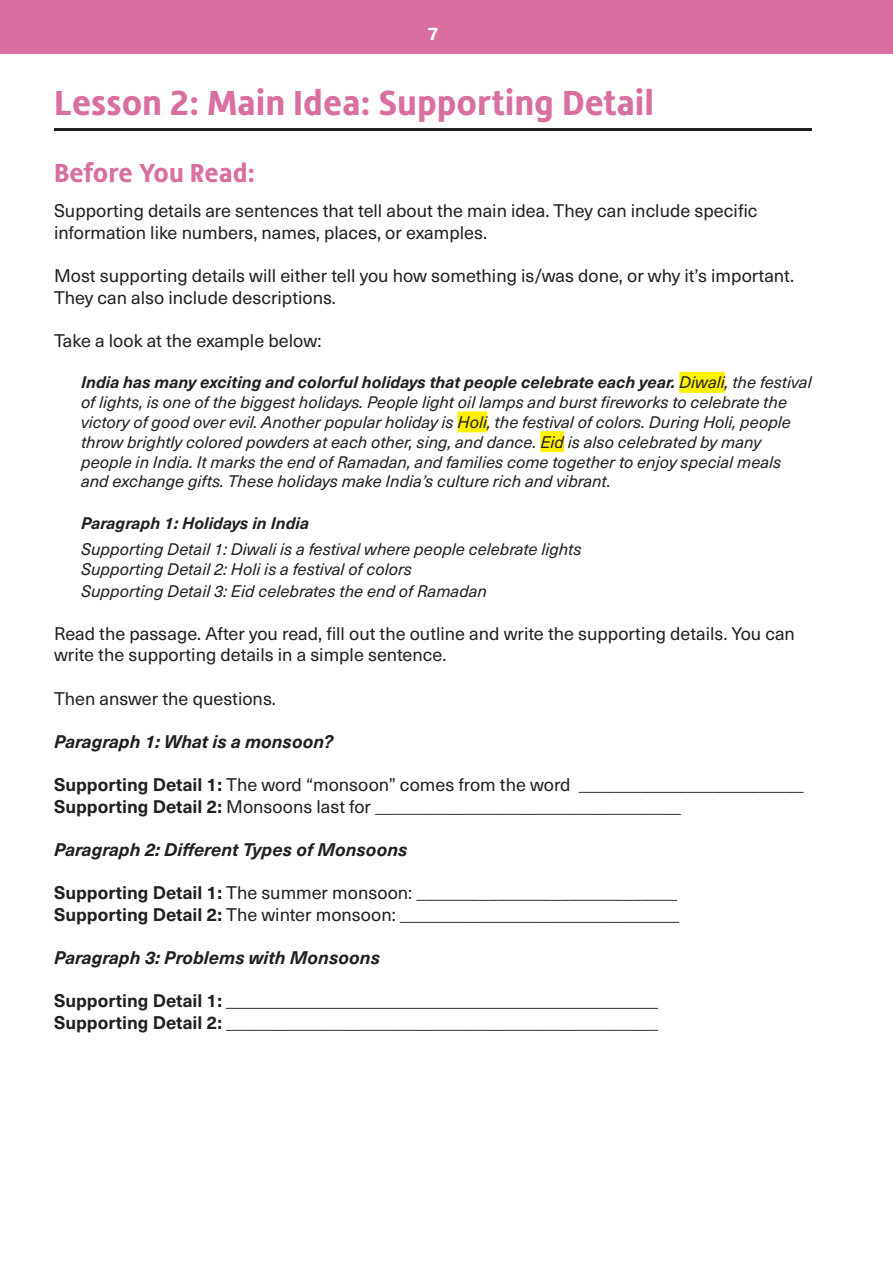 7
Lesson 2: Main Idea: Supporting Detail
Before You Read:
Supporting details are sentences that tell about the main idea. They can include specific
information like numbers, names, places, or examples.
Most supporting details will either tell you how something is/was done, or why it’s important.
They can also include descriptions.
Take a look at the example below:
India has many exciting and colorful holidays that people celebrate each year. Diwali, the festival
of lights, is one of the biggest holidays. People light oil lamps and burst fireworks to celebrate the
victory of good over evil. Another popular holiday is Holi, the festival of colors. During Holi, people
throw brightly colored powders at each other, sing, and dance. Eid is also celebrated by many
people in India. It marks the end of Ramadan, and families come together to enjoy special meals
and exchange gifts. These holidays make India’s culture rich and vibrant.
Paragraph 1: Holidays in India
Supporting Detail 1: Diwali is a festival where people celebrate lights
Supporting Detail 2: Holi is a festival of colors
Supporting Detail 3: Eid celebrates the end of Ramadan
Read the passage. After you read, fill out the outline and write the supporting details. You can
write the supporting details in a simple sentence.
Then answer the questions.
Paragraph 1: What is a monsoon?
Supporting Detail 1: The word “monsoon” comes from the word ________________________
Supporting Detail 2: Monsoons last for _________________________________
Paragraph 2: Different Types of Monsoons
Supporting Detail 1: The summer monsoon: ____________________________
Supporting Detail 2: The winter monsoon: ______________________________
Paragraph 3: Problems with Monsoons
Supporting Detail 1: ______________________________________________
Supporting Detail 2: ______________________________________________